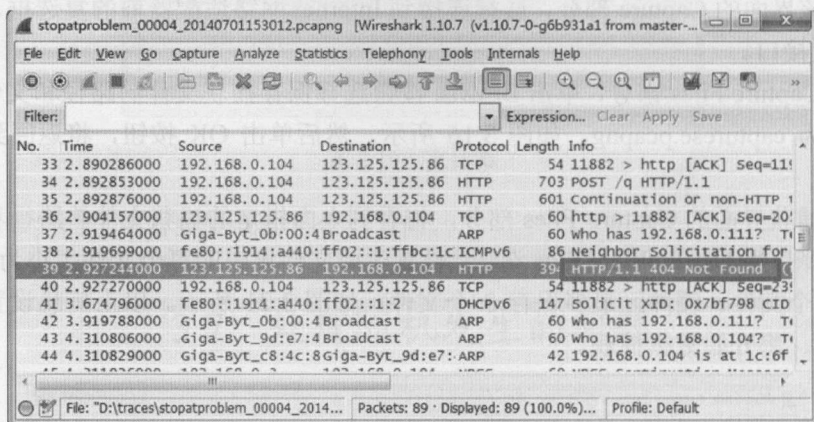 stopatproblem_00004_20140701153012.pcapng [Wireshark 1.10.7 (v1.10.7-0-g6b931a1 from master-...
File Edit View Go Capture Analyze Statistics Telephony Tools Internals Help
Filter: Expression... Clear Apply Save
No. Time Source Destination Protocol Length Info
33 2.890286000 192.168.0.104 123.125.125.86 TCP 54 11882 > http [ACK] Seq=119
34 2.892853000 192.168.0.104 123.125.125.86 HTTP 703 POST /q HTTP/1.1
35 2.892876000 192.168.0.104 123.125.125.86 HTTP 601 Continuation or non-HTTP t
36 2.904157000 123.125.125.86 192.168.0.104 TCP 60 http > 11882 [ACK] Seq=205
37 2.919464000 Giga-Byt_0b:00:4 Broadcast ARP 60 Who has 192.168.0.111? Te
38 2.919699000 fe80::1914:a440: ff02::1:ffbc:1c ICMPv6 86 Neighbor Solicitation for
39 2.927244000 123.125.125.86 192.168.0.104 HTTP 394 HTTP/1.1 404 Not Found (
40 2.927270000 192.168.0.104 123.125.125.86 TCP 54 11882 > http [ACK] Seq=239
41 3.674796000 fe80::1914:a440: ff02::1:2 DHCPv6 147 Solicit XID: 0x7bf798 CID
42 3.919788000 Giga-Byt_0b:00:4 Broadcast ARP 60 Who has 192.168.0.111? Te
43 4.310806000 Giga-Byt_9d:e7:4 Broadcast ARP 60 Who has 192.168.0.104? Te
44 4.310829000 Giga-Byt_c8:4c:8 Giga-Byt_9d:e7: ARP 42 192.168.0.104 is at 1c:6f
File: "D:\traces\stopatproblem_00004_2014... Packets: 89 · Displayed: 89 (100.0%)... Profile: Default